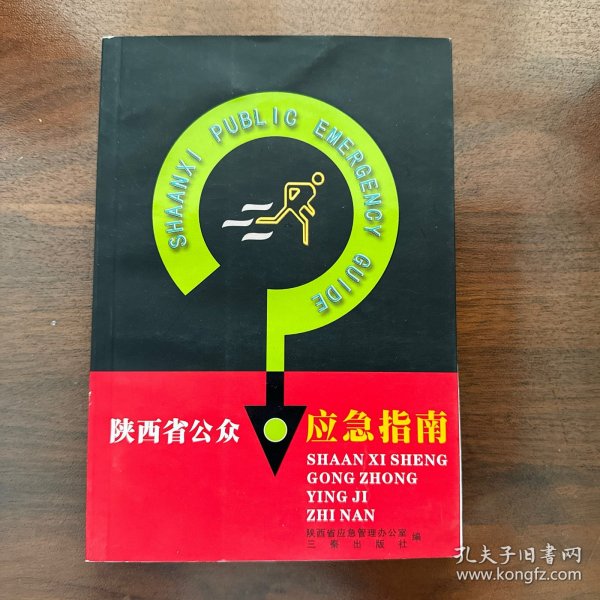 SHAANXI PUBLIC EMERGENCY GUIDE
陕西省公众
应急指南
SHAAN XI SHENG
GONG ZHONG
YING JI
ZHI NAN
陕西省应急管理办公室
三秦出版社
编
孔夫子旧书网
www.kongfz.com